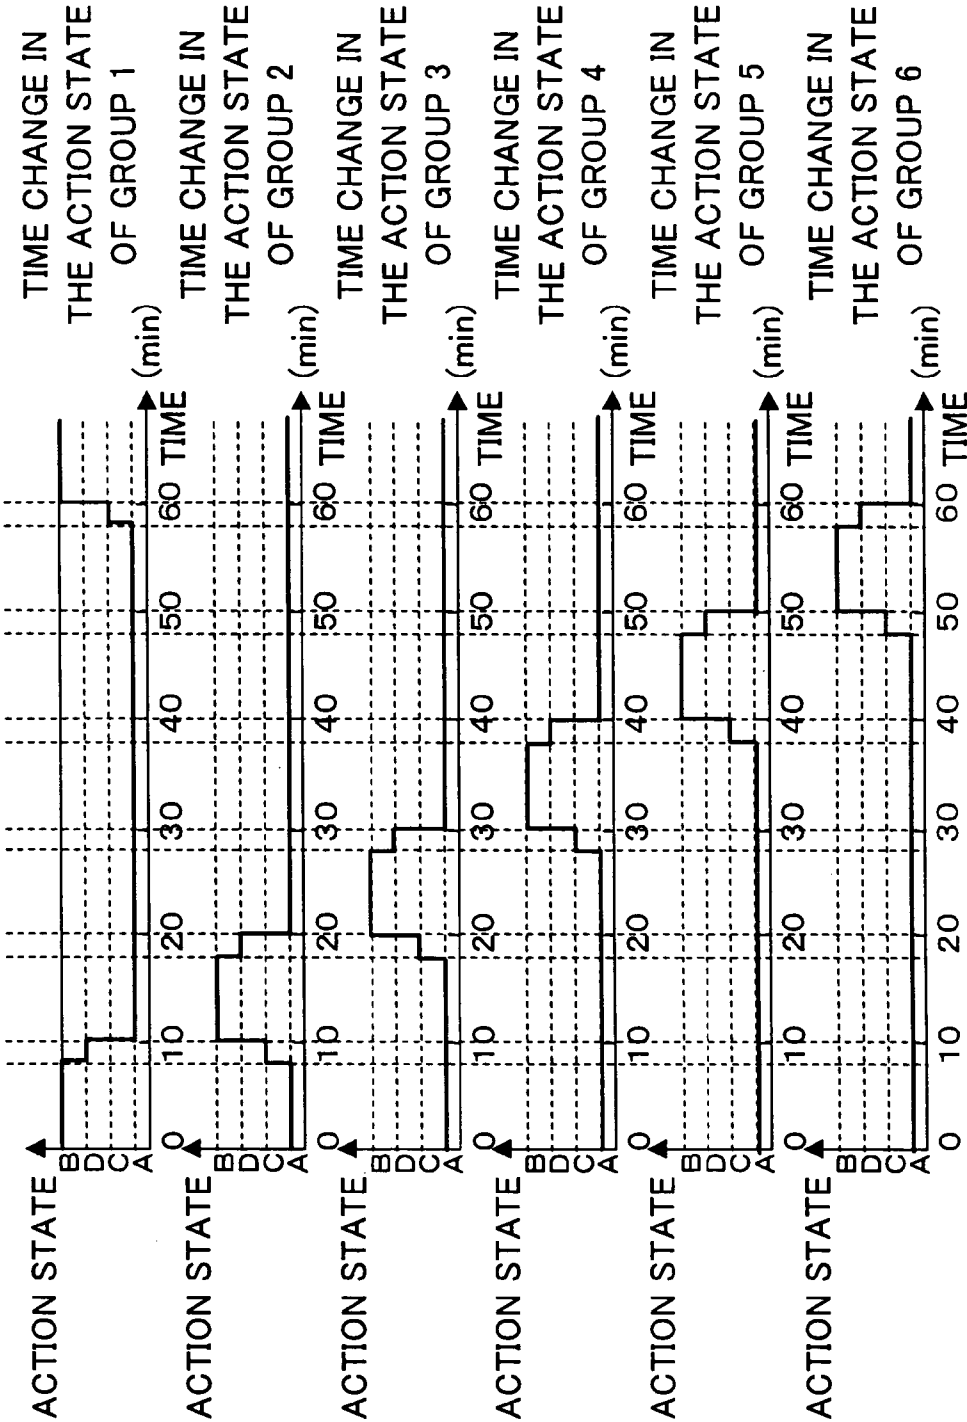 ACTION STATE
B
D
C
A
0
10
20
30
40
50
60
TIME
(min)
TIME CHANGE IN
THE ACTION STATE
OF GROUP 1
ACTION STATE
B
D
C
A
0
10
20
30
40
50
60
TIME
(min)
TIME CHANGE IN
THE ACTION STATE
OF GROUP 2
ACTION STATE
B
D
C
A
0
10
20
30
40
50
60
TIME
(min)
TIME CHANGE IN
THE ACTION STATE
OF GROUP 3
ACTION STATE
B
D
C
A
0
10
20
30
40
50
60
TIME
(min)
TIME CHANGE IN
THE ACTION STATE
OF GROUP 4
ACTION STATE
B
D
C
A
0
10
20
30
40
50
60
TIME
(min)
TIME CHANGE IN
THE ACTION STATE
OF GROUP 5
ACTION STATE
B
D
C
A
0
10
20
30
40
50
60
TIME
(min)
TIME CHANGE IN
THE ACTION STATE
OF GROUP 6